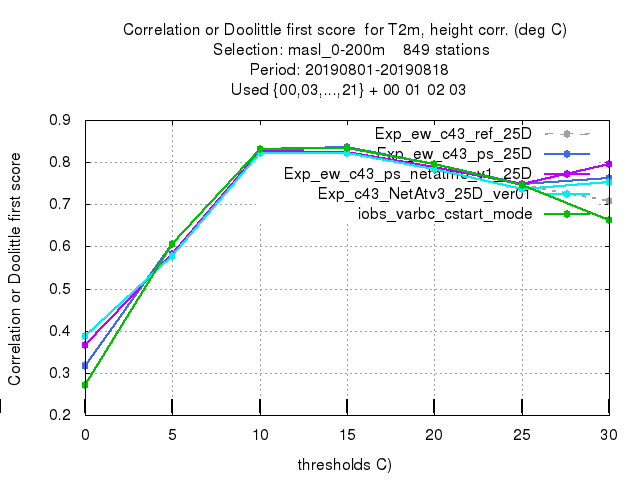 Correlation or Doolittle first score  for T2m, height corr. (deg C)
Selection: masl_0-200m    849 stations
Period: 20190801-20190818
Used {00,03,...,21} + 00 01 02 03
Correlation or Doolittle first score
0.9
0.8
0.7
0.6
0.5
0.4
0.3
0.2
Exp_ew_c43_ref_25D
Exp_ew_c43_ps_25D
Exp_c43_NetAtv3_25D_ver01
iobs_varbc_cstart_mode
0 5 10 15 20 25 30
thresholds C)